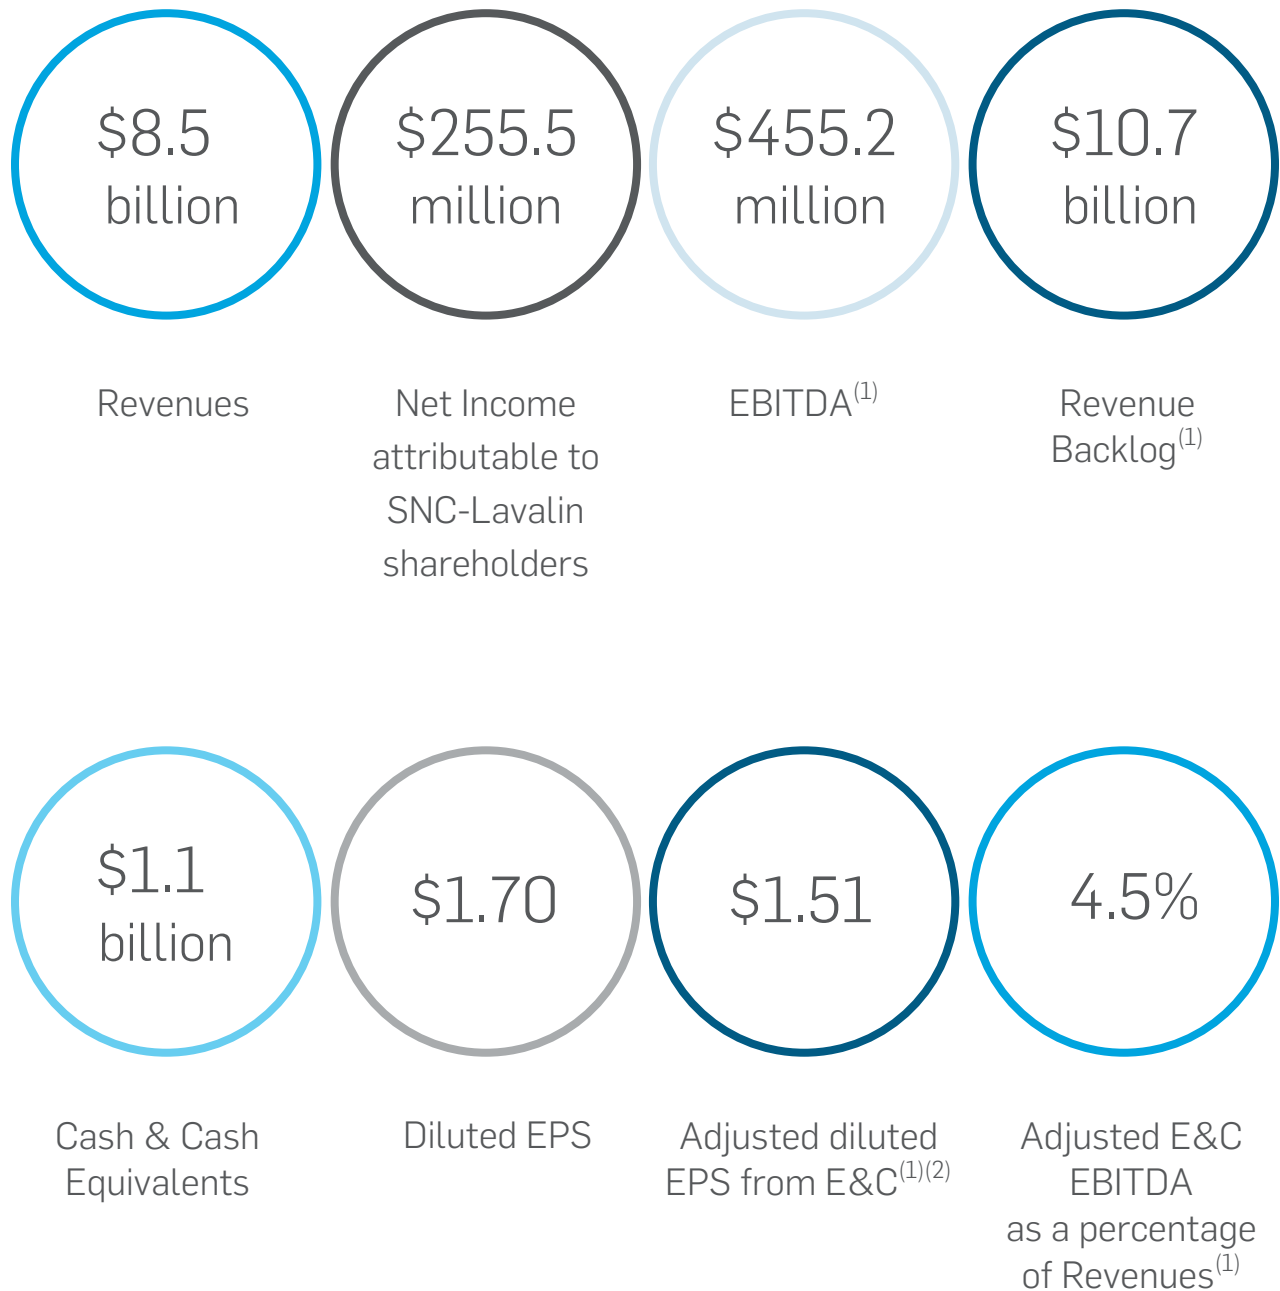 $8.5
billion
$255.5
million
$455.2
million
$10.7
billion
Revenues
Net Income
attributable to
SNC-Lavalin
shareholders
EBITDA(1)
Revenue
Backlog(1)
$1.1
billion
$1.70
$1.51
4.5%
Cash & Cash
Equivalents
Diluted EPS
Adjusted diluted
EPS from E&C(1)(2)
Adjusted E&C
EBITDA
as a percentage
of Revenues(1)